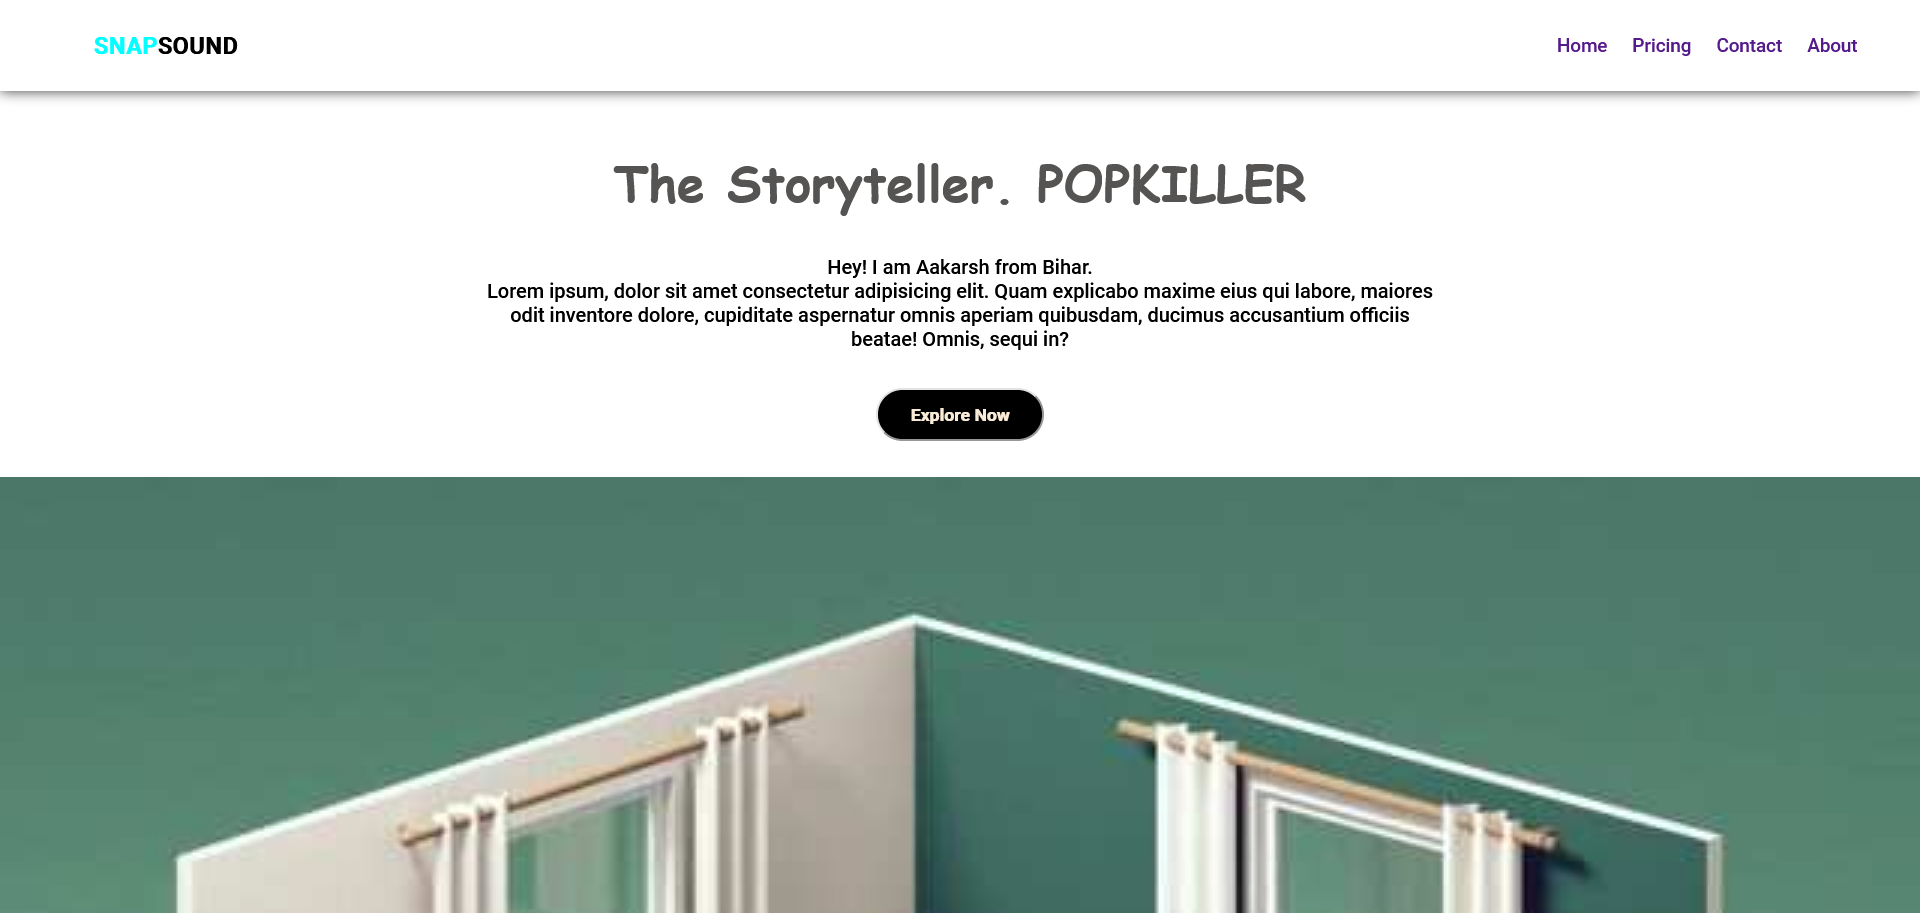 SNAPSOUND
Home Pricing Contact About
The Storyteller. POPKILLER
Hey! I am Aakarsh from Bihar.
Lorem ipsum, dolor sit amet consectetur adipisicing elit. Quam explicabo maxime eius qui labore, maiores
odit inventore dolore, cupiditate aspernatur omnis aperiam quibusdam, ducimus accusantium officiis
beatae! Omnis, sequi in?
Explore Now